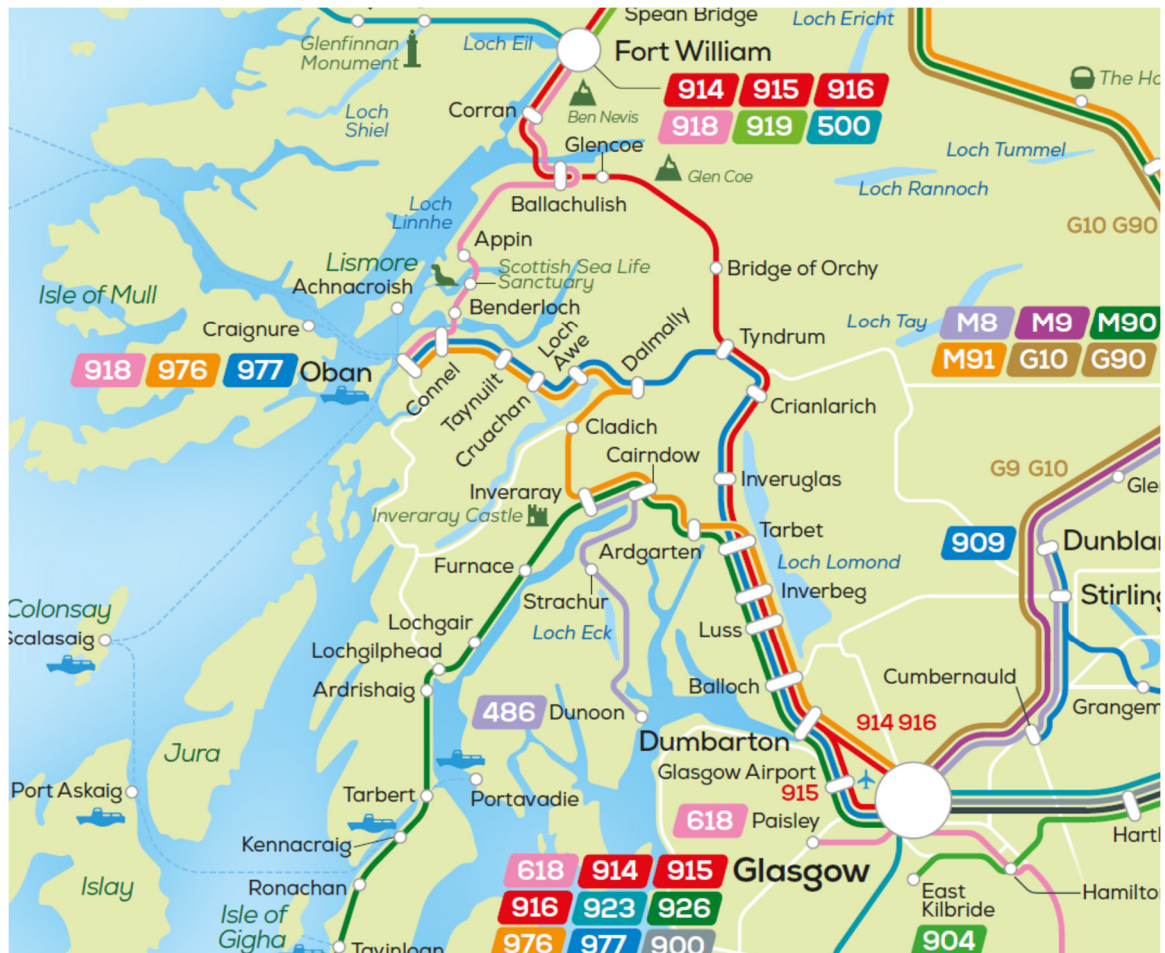 Spean Bridge
Loch Ericht
Glenfinnan
Monument
Loch Eil
Fort William
914 915 916
918 919 500
The Ho
Corran
Ben Nevis
Loch
Shiel
Glencoe
Glen Coe
Loch Tummel
Loch Rannoch
Ballachulish
Loch
Linnhe
G10 G90
Appin
Lismore
Scottish Sea Life
Sanctuary
Bridge of Orchy
Achnacroish
Isle of Mull
Benderloch
Craignure
Loch Tay
M8 M9 M90
M91 G10 G90
Loch
Awe
Dalmally
Tyndrum
918 976 977 Oban
Connel
Taynuilt
Cruachan
Crianlarich
Cladich
Cairndow
G9 G10
Inveraray
Inveruglas
Inveraray Castle
Tarbet
909
Ardgarten
Loch Lomond
Furnace
Inverbeg
Strachur
Colonsay
Scalasaig
Lochgair
Loch Eck
Luss
Lochgilphead
Ardrishaig
Balloch
Cumbernauld
486 Dunoon
914 916
Dumbarton
Jura
Glasgow Airport
915
Port Askaig
Tarbert
Portavadie
618 Paisley
Kennacraig
Islay
Ronachan
618 914 915 Glasgow
916 923 926
976 977 900
East
Kilbride
904
Isle of
Gigha
Tayinloan